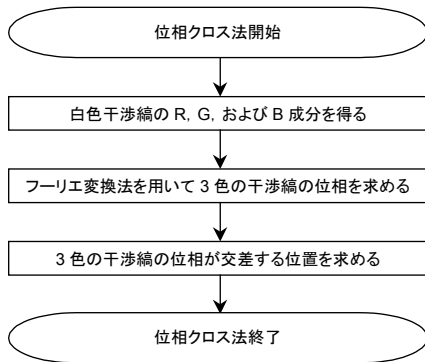 位相クロス法開始
白色干渉縞の R, G, および B 成分を得る
フーリエ変換法を用いて 3 色の干渉縞の位相を求める
3 色の干渉縞の位相が交差する位置を求める
位相クロス法終了